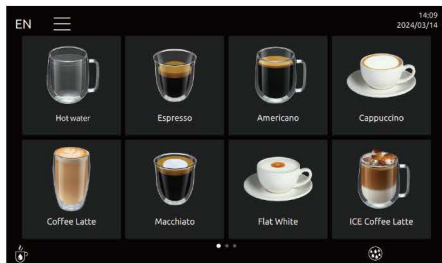 EN
14:09
2024/03/14
Hot water
Espresso
Americano
Cappuccino
Coffee Latte
Macchiato
Flat White
ICE Coffee Latte